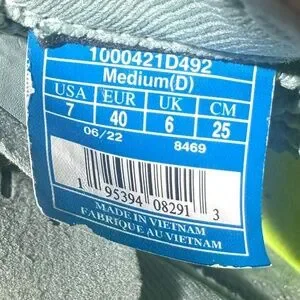 1000421D492
Medium(D)
USA EUR UK CM
7 40 6 25
06/22 8469
1 95394 08291 3
MADE IN VIETNAM
FABRIQUE AU VIETNAM